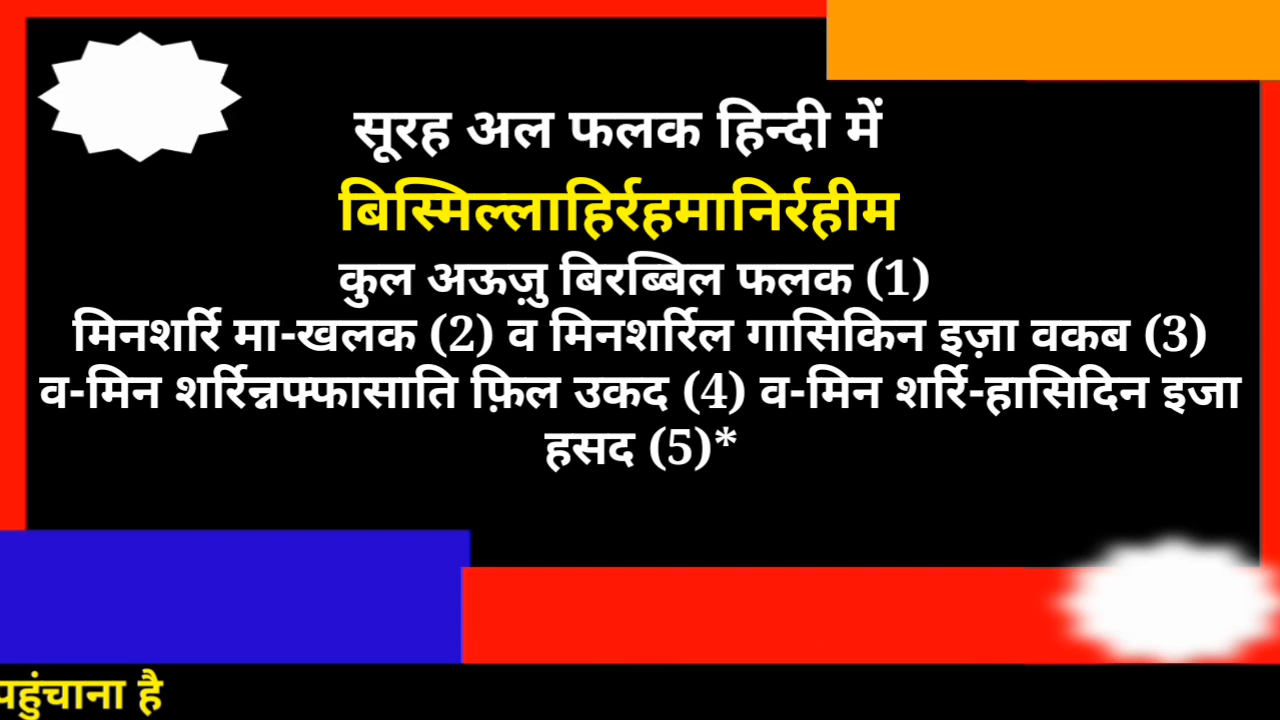 सूरह अल फलक हिन्दी में
बिस्मिल्लाहिर्रहमानिर्रहीम
कुल अऊज़ु बिरब्बिल फलक (1)
मिनशर्रि मा-खलक (2) व मिनशर्रिल गासिकिन इज़ा वकब (3)
व-मिन शर्रिन्नफ्फासाति फ़िल उकद (4) व-मिन शर्रि-हासिदिन इजा
हसद (5)*
पहुंचाना है